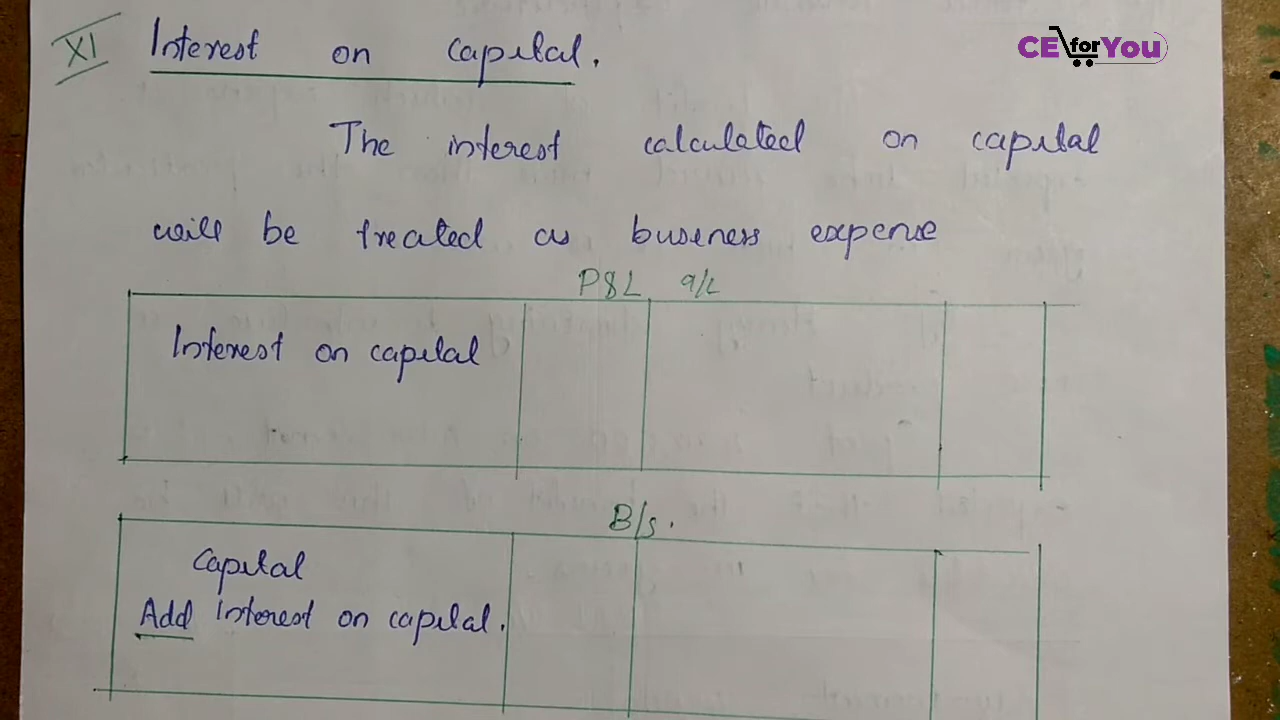 CE for You
XI Interest on capital.
The interest calculated on capital
will be treated as business expense
P&L a/c
Interest on capital
B/s.
Capital
Add interest on capital.